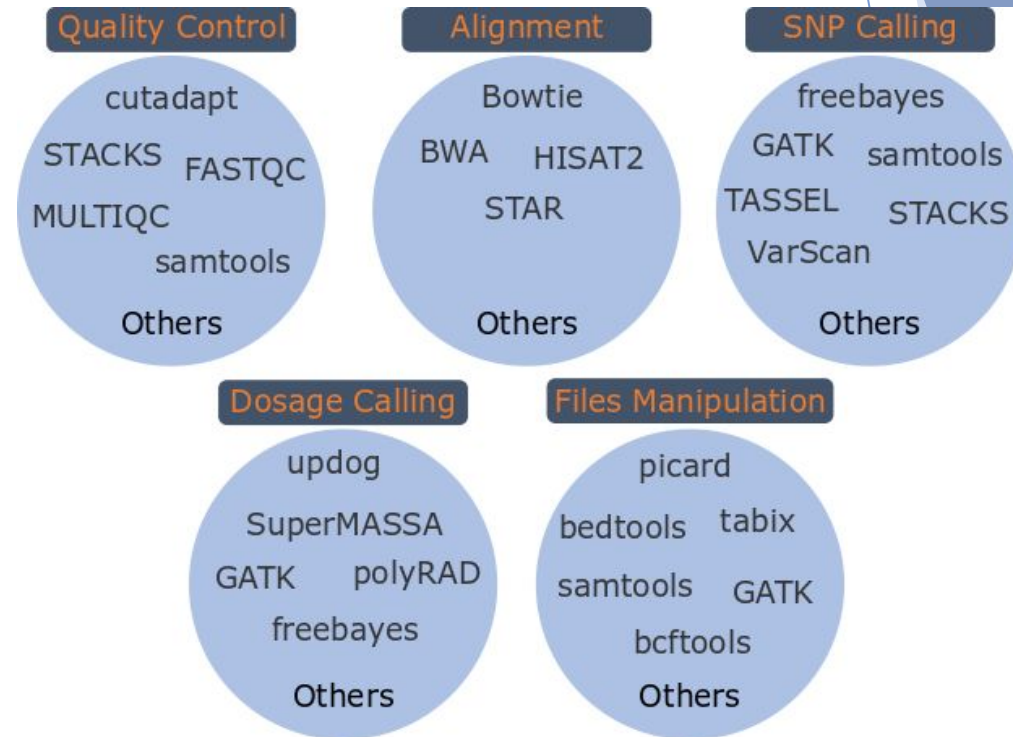 Quality Control
cutadapt
STACKS
FASTQC
MULTIQC
samtools
Others
Alignment
Bowtie
BWA
HISAT2
STAR
Others
SNP Calling
freebayes
GATK
samtools
TASSEL
STACKS
VarScan
Others
Dosage Calling
updog
SuperMASSA
GATK
polyRAD
freebayes
Others
Files Manipulation
picard
bedtools
tabix
samtools
GATK
bcftools
Others